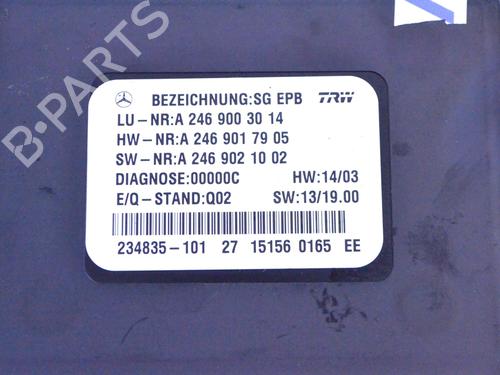 BEZEICHNUNG:SG EPB TRW
LU-NR:A 246 900 30 14
HW-NR:A 246 901 79 05
SW-NR:A 246 902 10 02
DIAGNOSE:00000C HW:14/03
E/Q-STAND:Q02 SW:13/19.00
234835-101 27 15156 0165 EE
B-PARTS